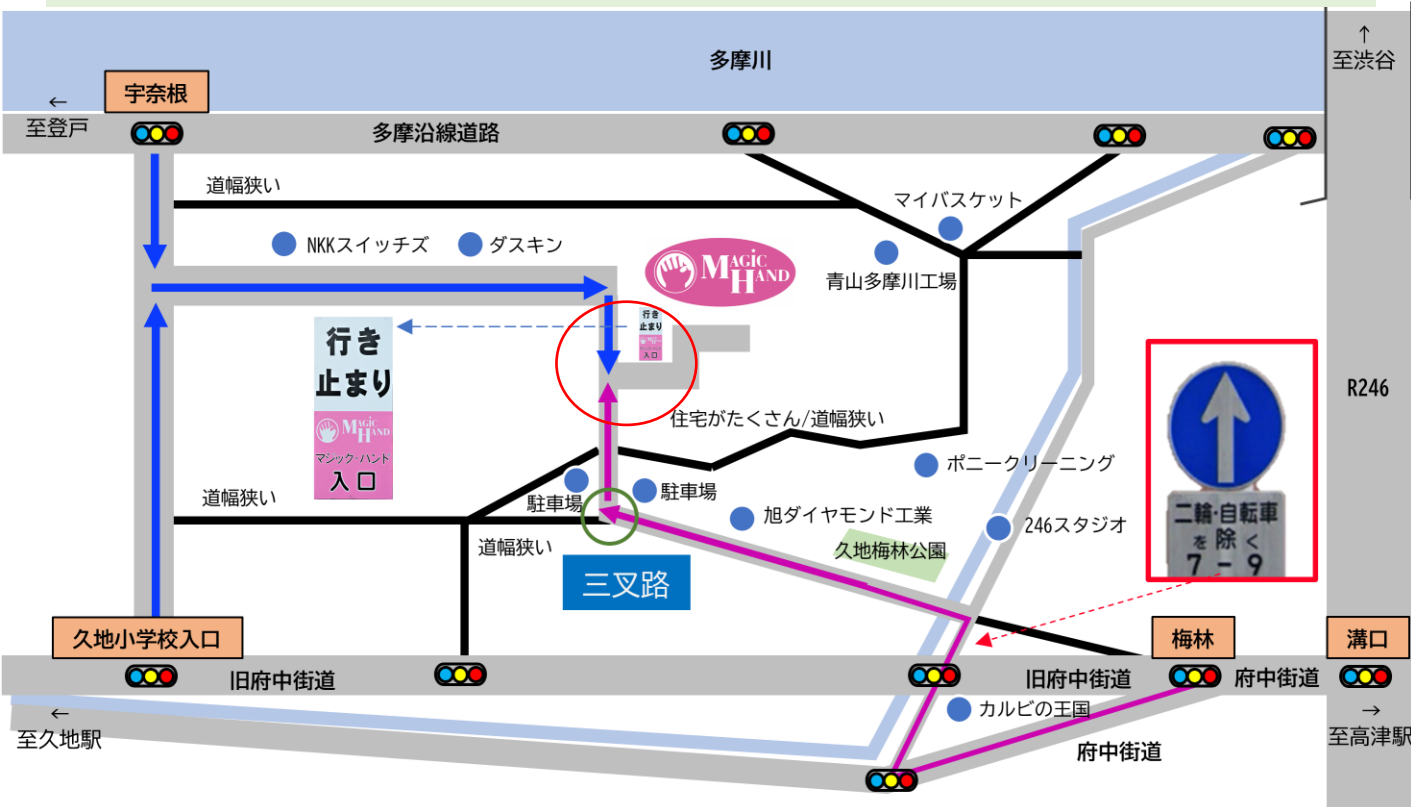 多摩川
↑
至渋谷
宇奈根
←
至登戸
多摩沿線道路
道幅狭い
マイバスケット
NKKスイッチズ
ダスキン
MAGIC
HAND
青山多摩川工場
行き
止まり
入口
行き
止まり
MAGIC
HAND
マジック・ハンド
入口
R246
住宅がたくさん/道幅狭い
ポニークリーニング
二輪・自転車
を除く
7-9
道幅狭い
駐車場
駐車場
旭ダイヤモンド工業
246スタジオ
道幅狭い
久地梅林公園
三叉路
久地小学校入口
梅林
溝口
旧府中街道
旧府中街道
府中街道
カルビの王国
←
至久地駅
→
至高津駅
府中街道